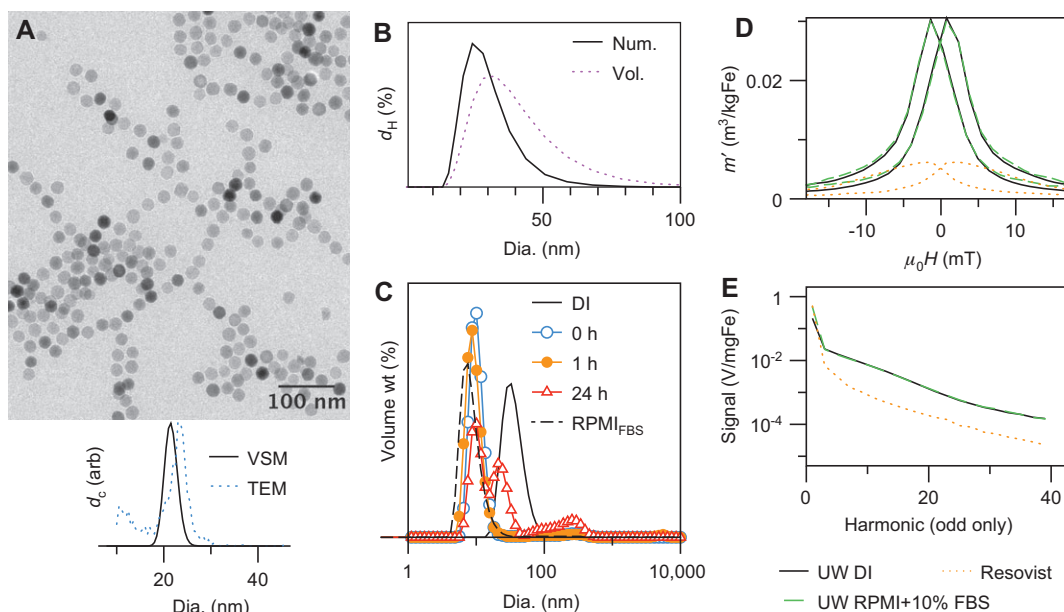 A
100 nm
d_c (arb)
VSM
TEM
20
40
Dia. (nm)
B
d_H (%)
Num.
Vol.
50
100
Dia. (nm)
C
Volume wt (%)
DI
0 h
1 h
24 h
RPMI_FBS
1
100
10,000
Dia. (nm)
D
m′ (m³/kgFe)
0.02
0
-10
0
10
μ₀H (mT)
E
Signal (V/mgFe)
1
10⁻²
10⁻⁴
0
20
40
Harmonic (odd only)
UW DI
Resovist
UW RPMI+10% FBS